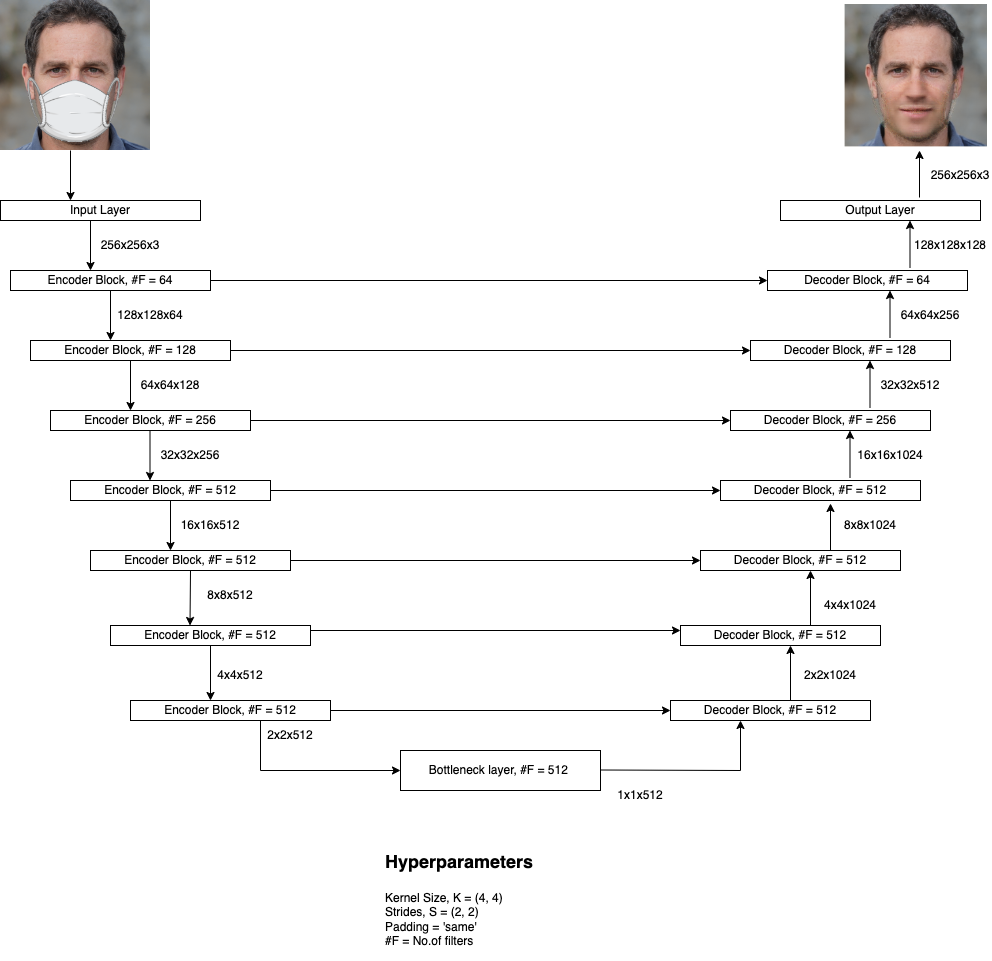 256x256x3
Input Layer
Output Layer
256x256x3
128x128x128
Encoder Block, #F = 64
Decoder Block, #F = 64
128x128x64
64x64x256
Encoder Block, #F = 128
Decoder Block, #F = 128
64x64x128
32x32x512
Encoder Block, #F = 256
Decoder Block, #F = 256
32x32x256
16x16x1024
Encoder Block, #F = 512
Decoder Block, #F = 512
16x16x512
8x8x1024
Encoder Block, #F = 512
Decoder Block, #F = 512
8x8x512
4x4x1024
Encoder Block, #F = 512
Decoder Block, #F = 512
4x4x512
2x2x1024
Encoder Block, #F = 512
Decoder Block, #F = 512
2x2x512
Bottleneck layer, #F = 512
1x1x512
Hyperparameters
Kernel Size, K = (4, 4)
Strides, S = (2, 2)
Padding = 'same'
#F = No.of filters